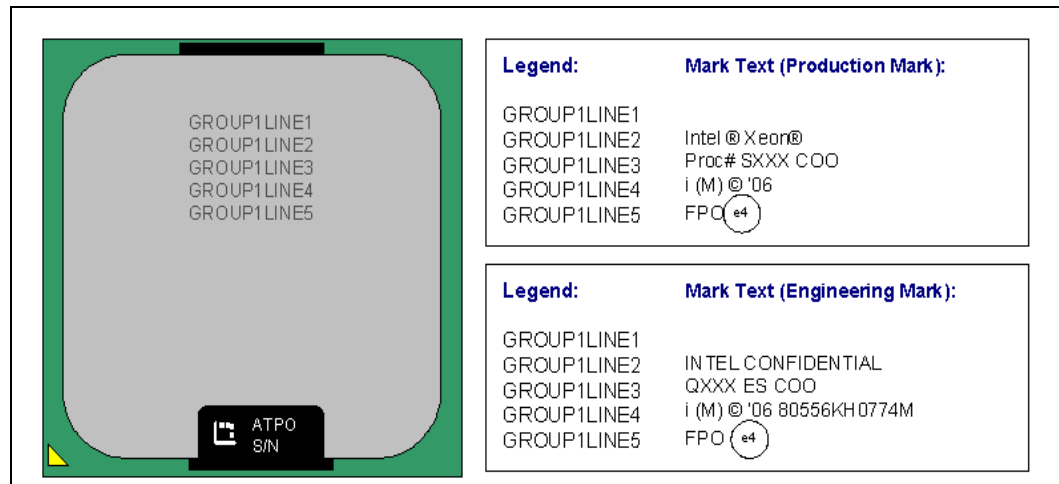 GROUP1LINE1
GROUP1LINE2
GROUP1LINE3
GROUP1LINE4
GROUP1LINE5
ATPO
S/N
Legend: Mark Text (Production Mark):
GROUP1LINE1
GROUP1LINE2 Intel ® Xeon®
GROUP1LINE3 Proc# SXXX COO
GROUP1LINE4 i (M) © '06
GROUP1LINE5 FPO e4
Legend: Mark Text (Engineering Mark):
GROUP1LINE1
GROUP1LINE2 INTEL CONFIDENTIAL
GROUP1LINE3 QXXX ES COO
GROUP1LINE4 i (M) © '06 80556KH0774M
GROUP1LINE5 FPO e4